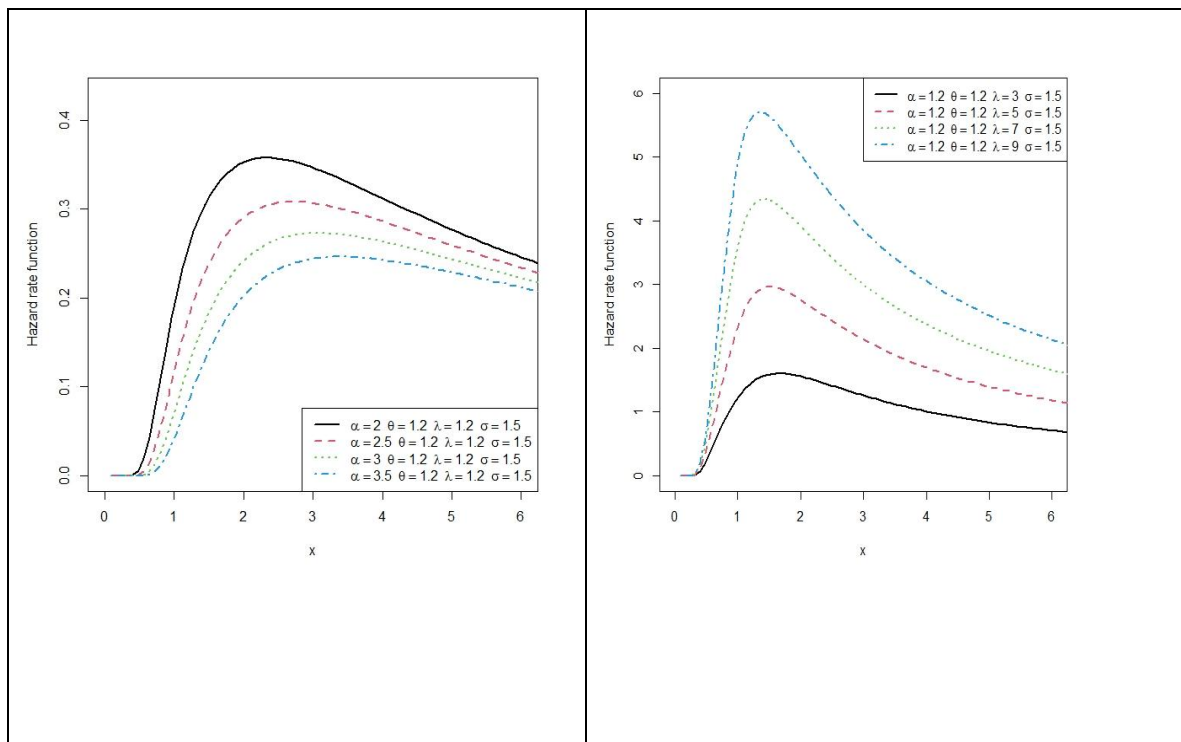 Hazard rate function
0.4
0.3
0.2
0.1
0.0
α = 2 θ = 1.2 λ = 1.2 σ = 1.5
α = 2.5 θ = 1.2 λ = 1.2 σ = 1.5
α = 3 θ = 1.2 λ = 1.2 σ = 1.5
α = 3.5 θ = 1.2 λ = 1.2 σ = 1.5
0 1 2 3 4 5 6
x
Hazard rate function
6
5
4
3
2
1
0
α = 1.2 θ = 1.2 λ = 3 σ = 1.5
α = 1.2 θ = 1.2 λ = 5 σ = 1.5
α = 1.2 θ = 1.2 λ = 7 σ = 1.5
α = 1.2 θ = 1.2 λ = 9 σ = 1.5
0 1 2 3 4 5 6
x